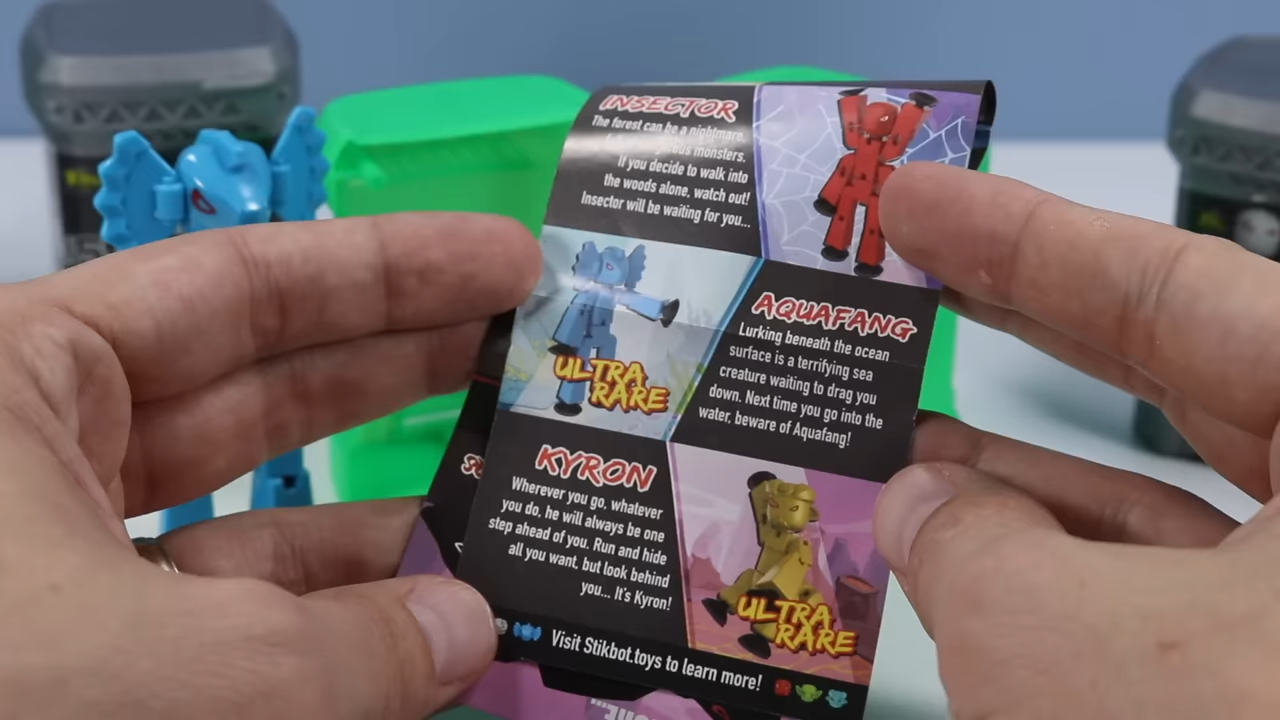 INSECTOR
The forest can be a nightmare,
monsters.
If you decide to walk into
the woods alone, watch out!
Insector will be waiting for you...
AQUAFANG
Lurking beneath the ocean
surface is a terrifying sea
creature waiting to drag you
down. Next time you go into the
water, beware of Aquafang!
ULTRA
RARE
KYRON
Wherever you go, whatever
you do, he will always be one
step ahead of you. Run and hide
all you want, but look behind
you... It's Kyron!
ULTRA
RARE
Visit Stikbot.toys to learn more!